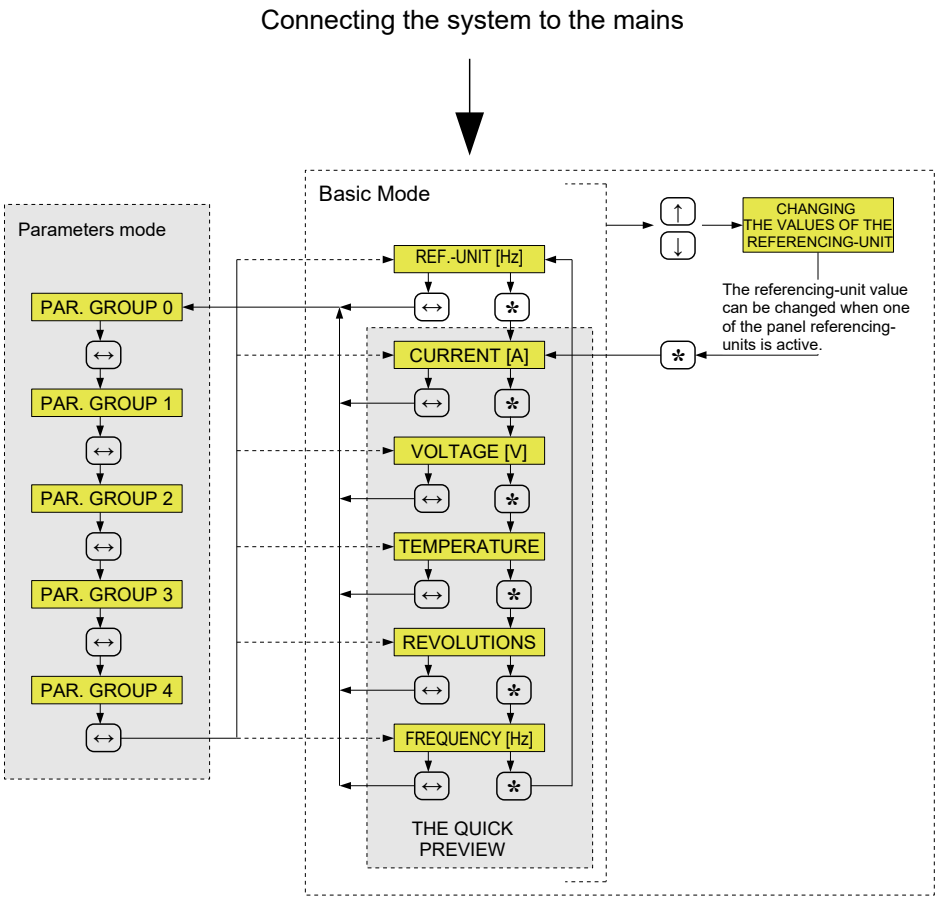 Connecting the system to the mains
Basic Mode
Parameters mode
↑
↓
CHANGING
THE VALUES OF THE
REFERENCING-UNIT
The referencing-unit value
can be changed when one
of the panel referencing-
units is active.
*
PAR. GROUP 0
↔
PAR. GROUP 1
↔
PAR. GROUP 2
↔
PAR. GROUP 3
↔
PAR. GROUP 4
↔
REF.-UNIT [Hz]
↔ *
CURRENT [A]
↔ *
VOLTAGE [V]
↔ *
TEMPERATURE
↔ *
REVOLUTIONS
↔ *
FREQUENCY [Hz]
↔ *
THE QUICK
PREVIEW